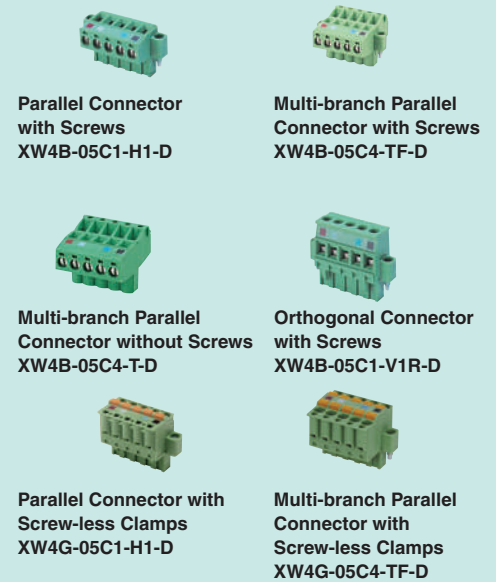 Parallel Connector
with Screws
XW4B-05C1-H1-D
Multi-branch Parallel
Connector with Screws
XW4B-05C4-TF-D
Multi-branch Parallel
Connector without Screws
XW4B-05C4-T-D
Orthogonal Connector
with Screws
XW4B-05C1-V1R-D
Parallel Connector with
Screw-less Clamps
XW4G-05C1-H1-D
Multi-branch Parallel
Connector with
Screw-less Clamps
XW4G-05C4-TF-D